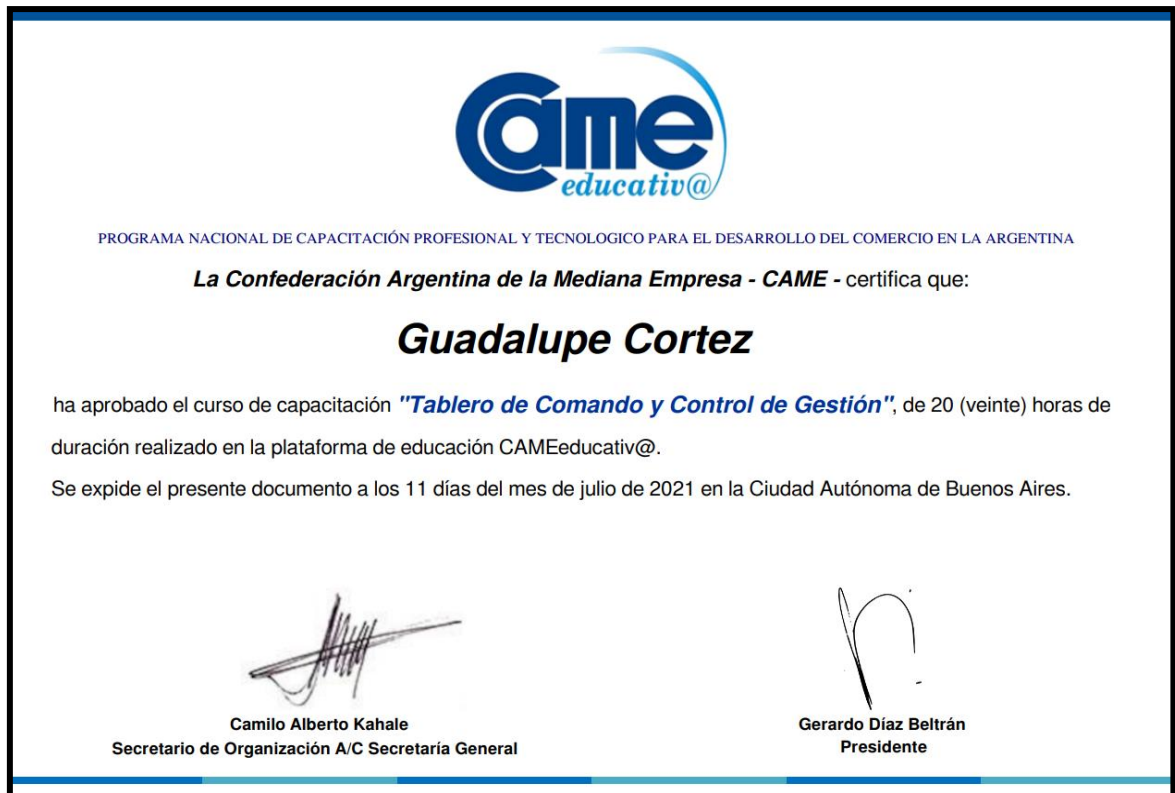 Came
educativ@
PROGRAMA NACIONAL DE CAPACITACIÓN PROFESIONAL Y TECNOLOGICO PARA EL DESARROLLO DEL COMERCIO EN LA ARGENTINA
La Confederación Argentina de la Mediana Empresa - CAME - certifica que:
Guadalupe Cortez
ha aprobado el curso de capacitación "Tablero de Comando y Control de Gestión", de 20 (veinte) horas de
duración realizado en la plataforma de educación CAMEeducativ@.
Se expide el presente documento a los 11 días del mes de julio de 2021 en la Ciudad Autónoma de Buenos Aires.
Camilo Alberto Kahale
Secretario de Organización A/C Secretaría General
Gerardo Díaz Beltrán
Presidente